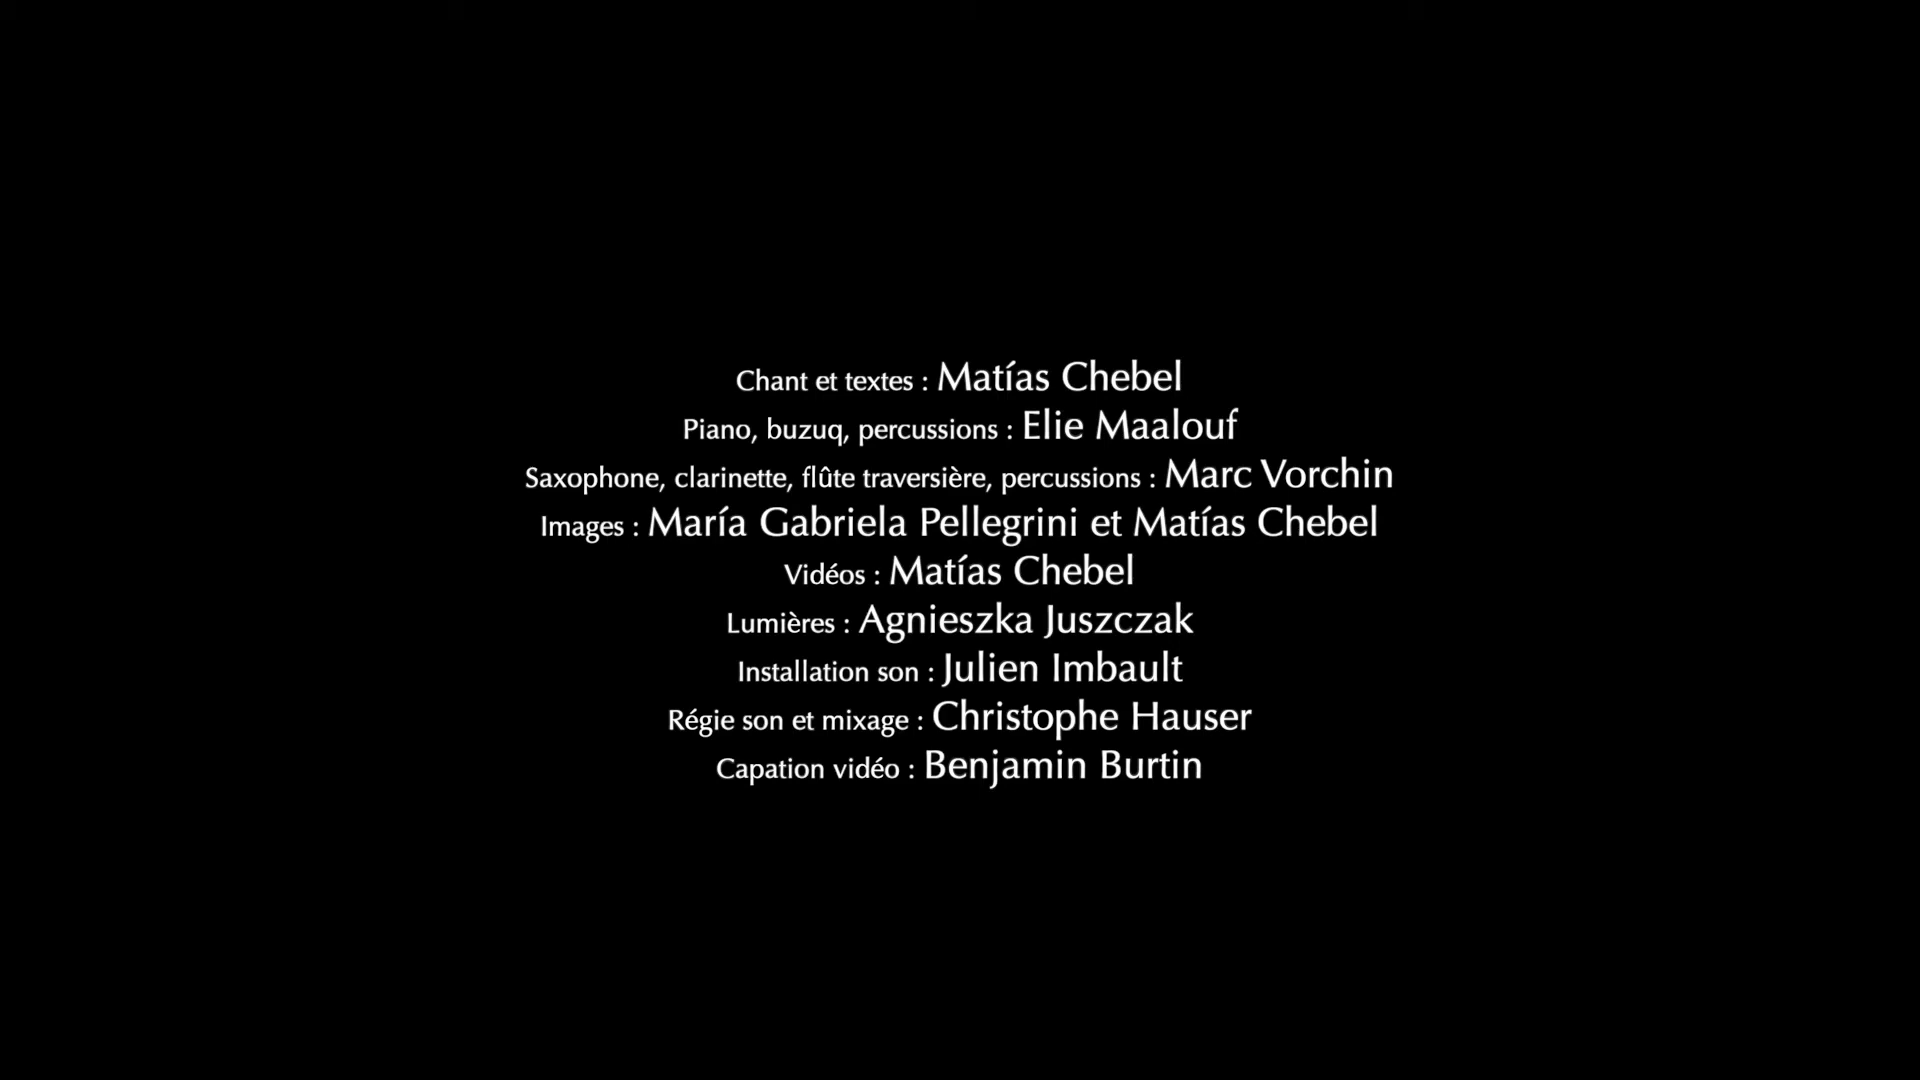 Chant et textes : Matías Chebel
Piano, buzuq, percussions : Elie Maalouf
Saxophone, clarinette, flûte traversière, percussions : Marc Vorchin
Images : María Gabriela Pellegrini et Matías Chebel
Vidéos : Matías Chebel
Lumières : Agnieszka Juszczak
Installation son : Julien Imbault
Régie son et mixage : Christophe Hauser
Capation vidéo : Benjamin Burtin